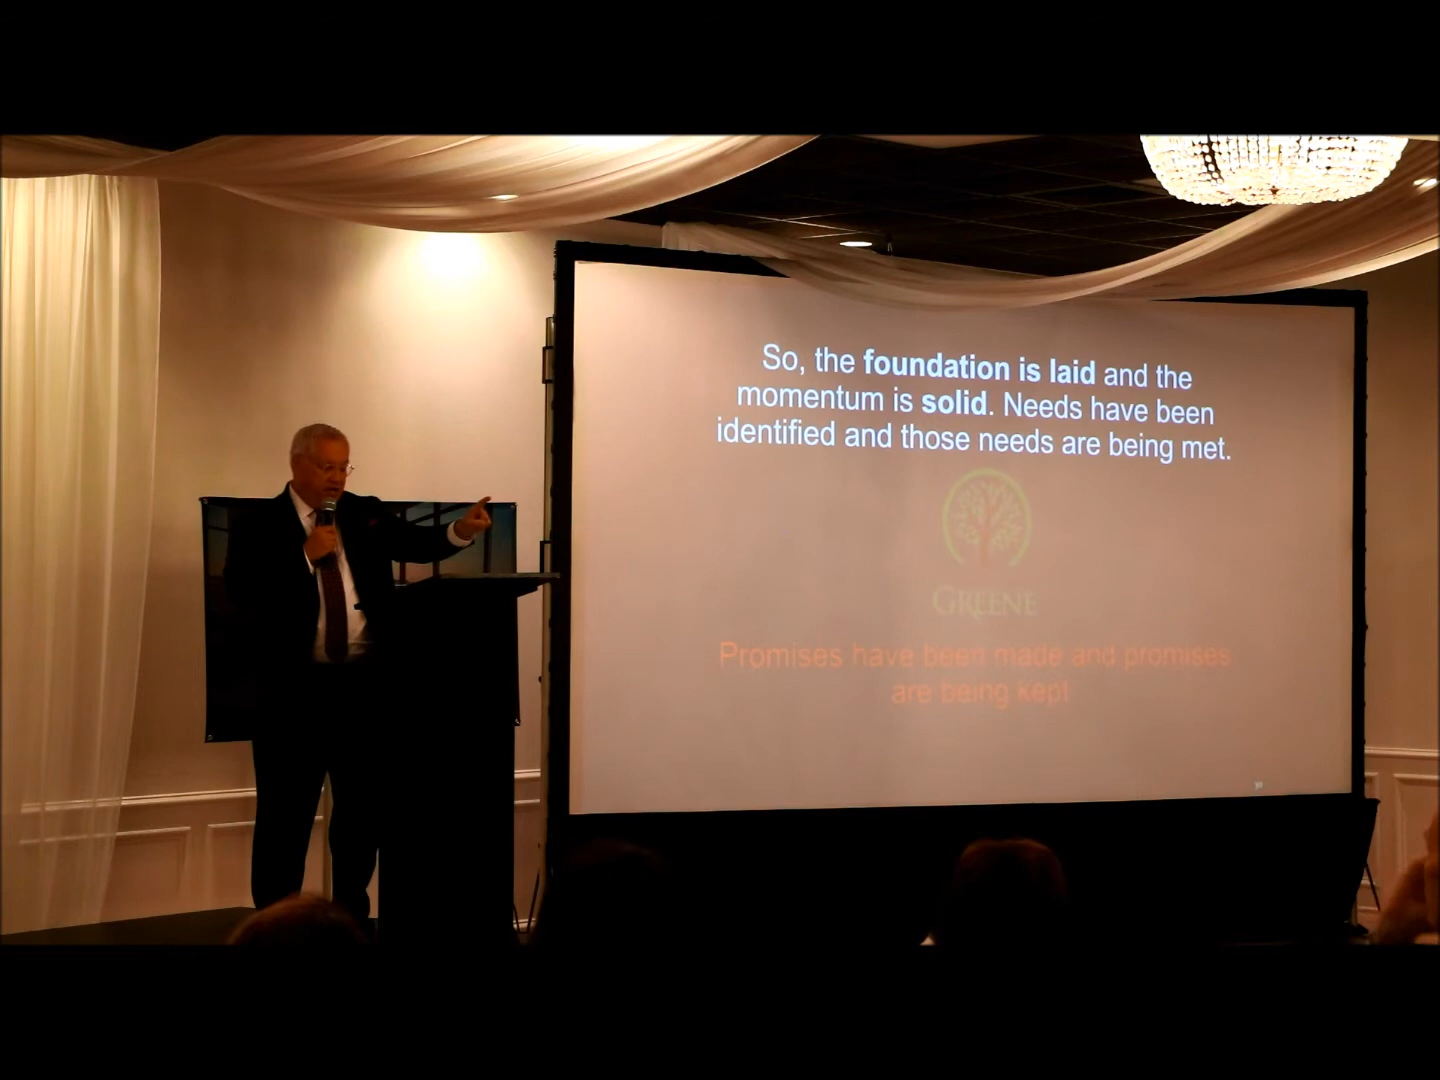 So, the foundation is laid and the
momentum is solid. Needs have been
identified and those needs are being met.
GREENE
Promises have been made and promises
are being kept